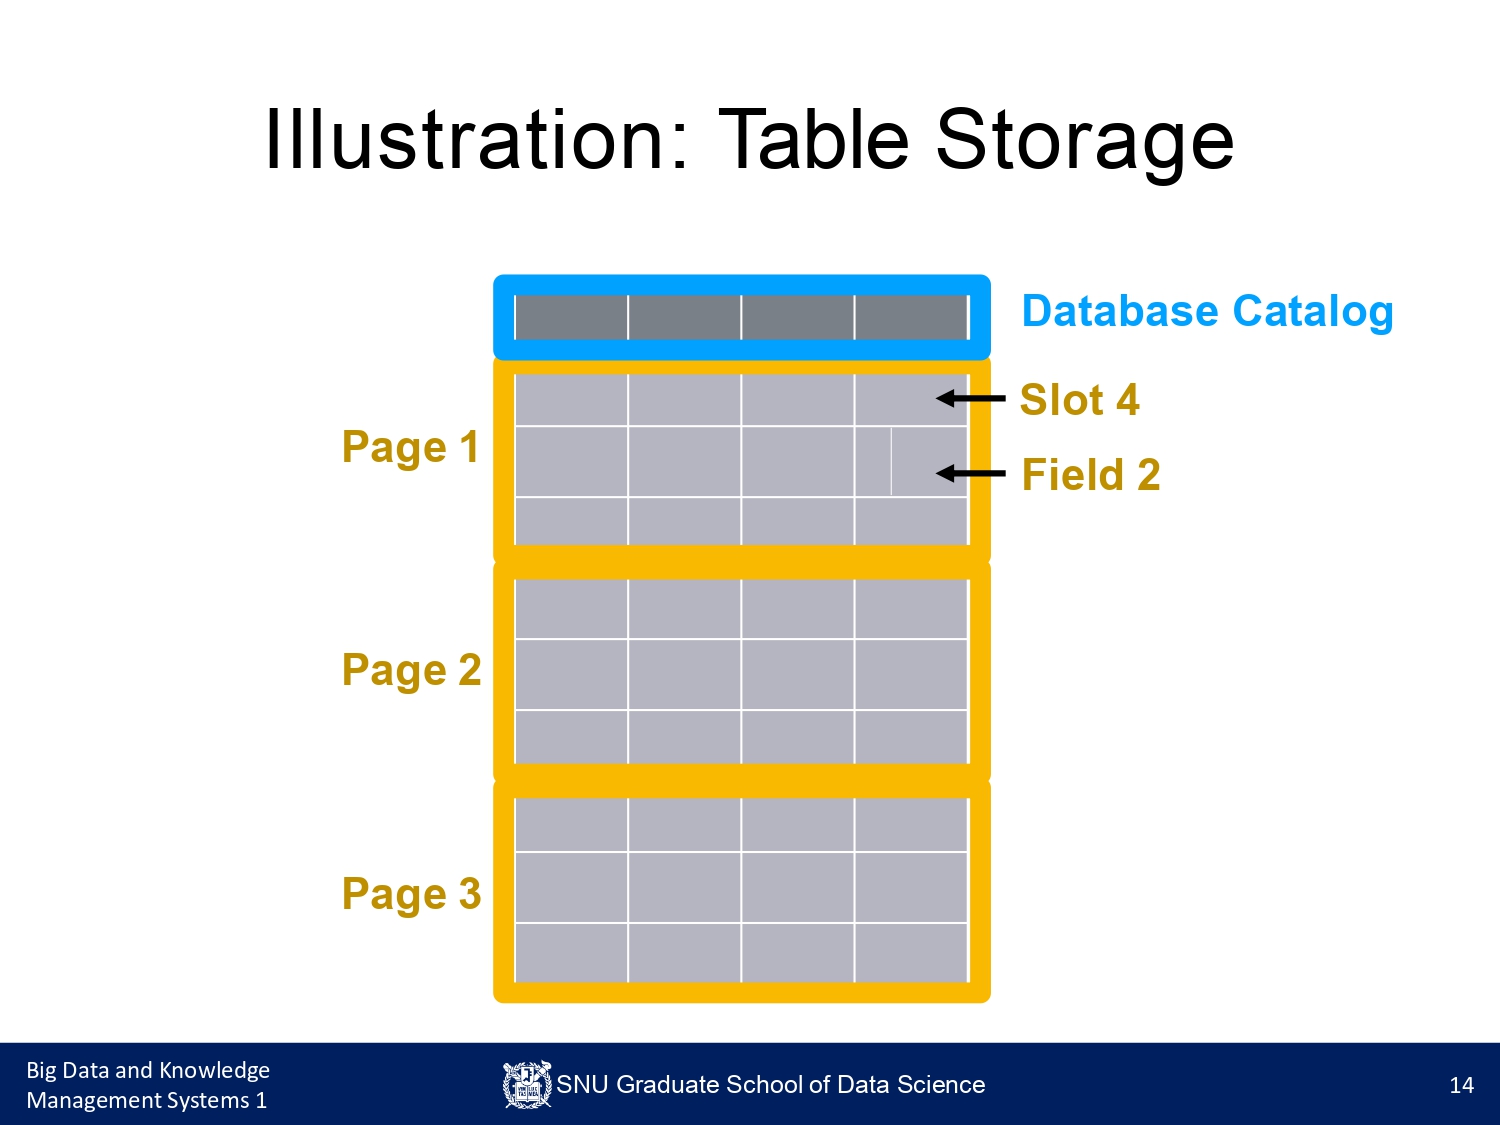 Illustration: Table Storage
Database Catalog
Slot 4
Page 1
Field 2
Page 2
Page 3
Big Data and Knowledge
Management Systems 1
SNU Graduate School of Data Science
14